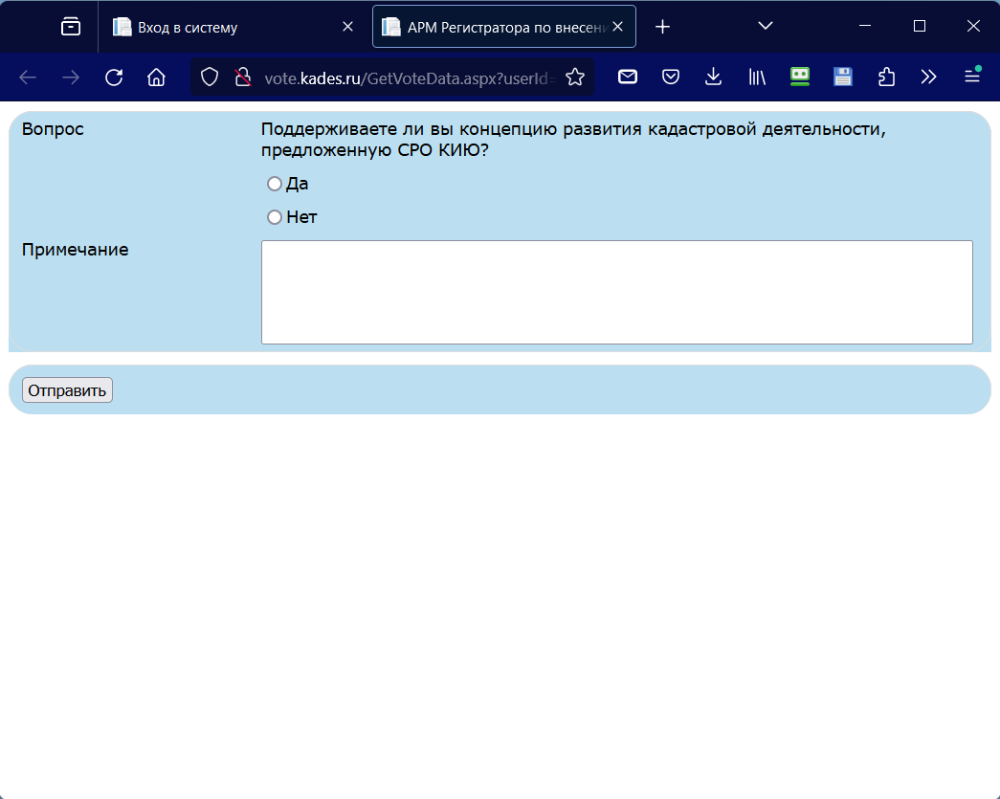 Вход в систему
АРМ Регистратора по внесени
vote.kades.ru/GetVoteData.aspx?userId=
Вопрос
Поддерживаете ли вы концепцию развития кадастровой деятельности,
предложенную СРО КИЮ?
Да
Нет
Примечание
Отправить